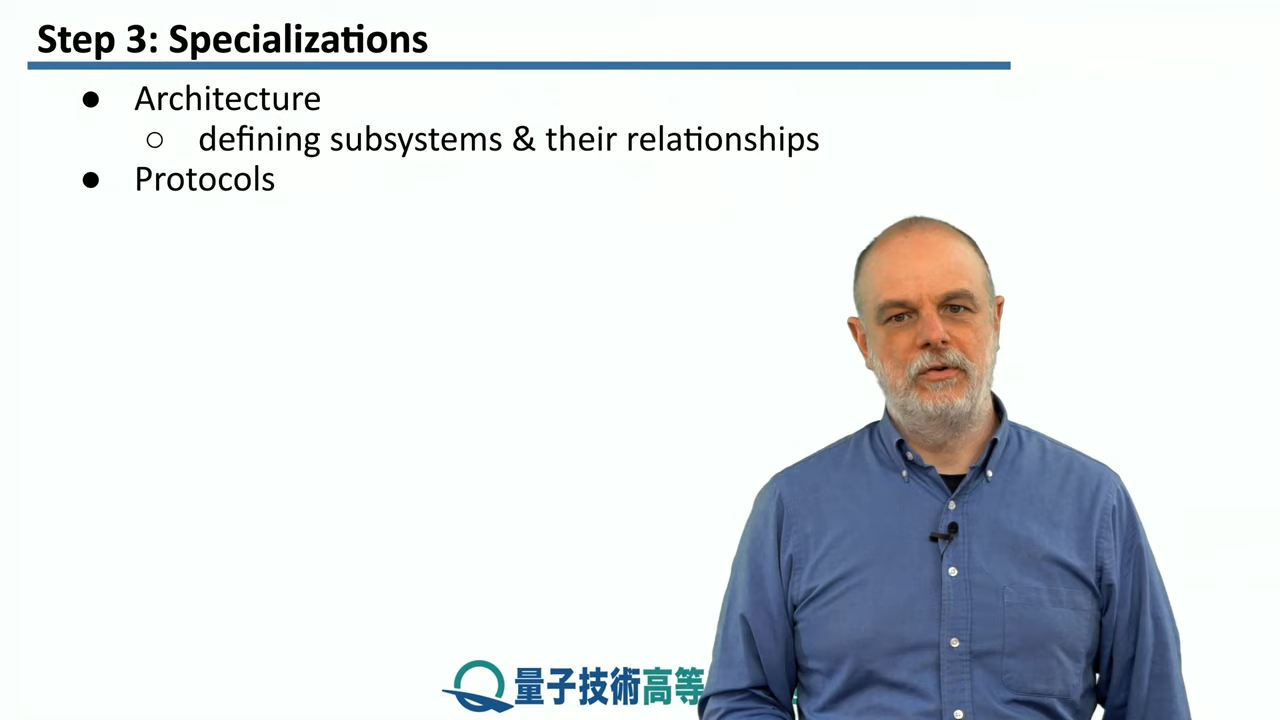 Step 3: Specializations
● Architecture
○ defining subsystems & their relationships
● Protocols
量子技術高等